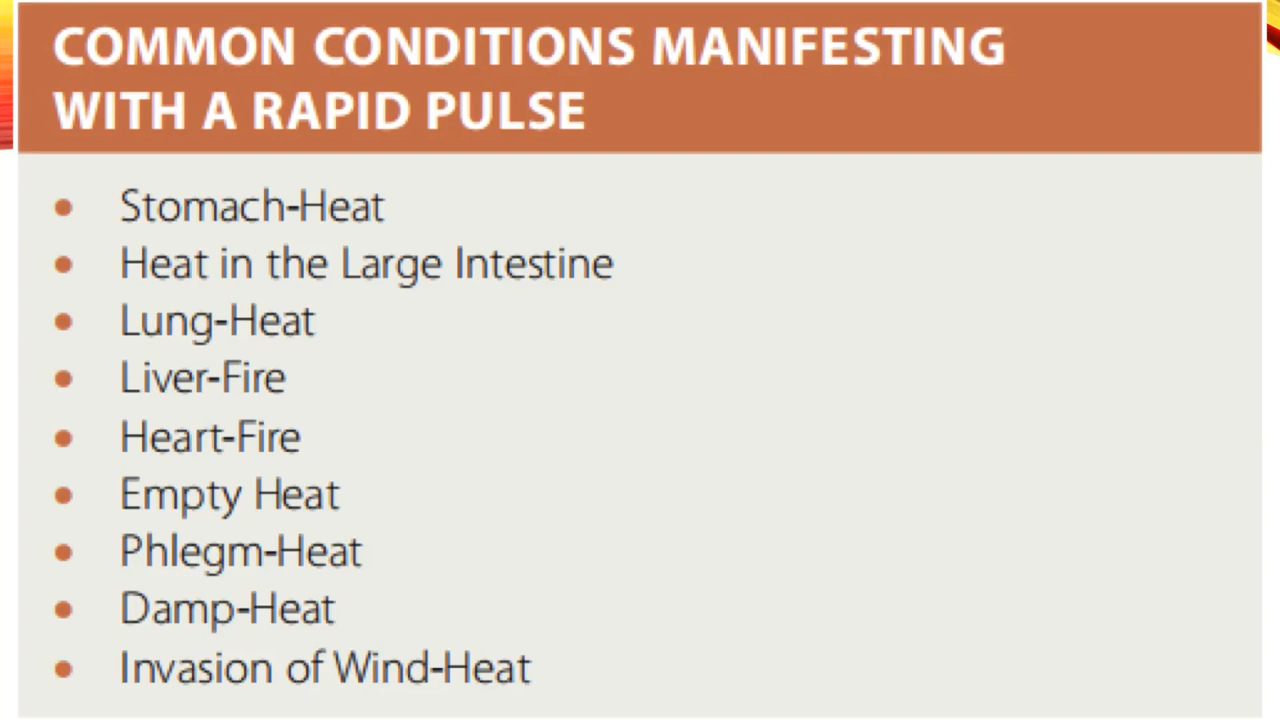 COMMON CONDITIONS MANIFESTING
WITH A RAPID PULSE
• Stomach-Heat
• Heat in the Large Intestine
• Lung-Heat
• Liver-Fire
• Heart-Fire
• Empty Heat
• Phlegm-Heat
• Damp-Heat
• Invasion of Wind-Heat